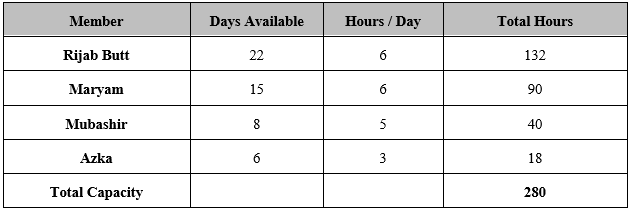 Member Days Available Hours / Day Total Hours
Rijab Butt 22 6 132
Maryam 15 6 90
Mubashir 8 5 40
Azka 6 3 18
Total Capacity 280